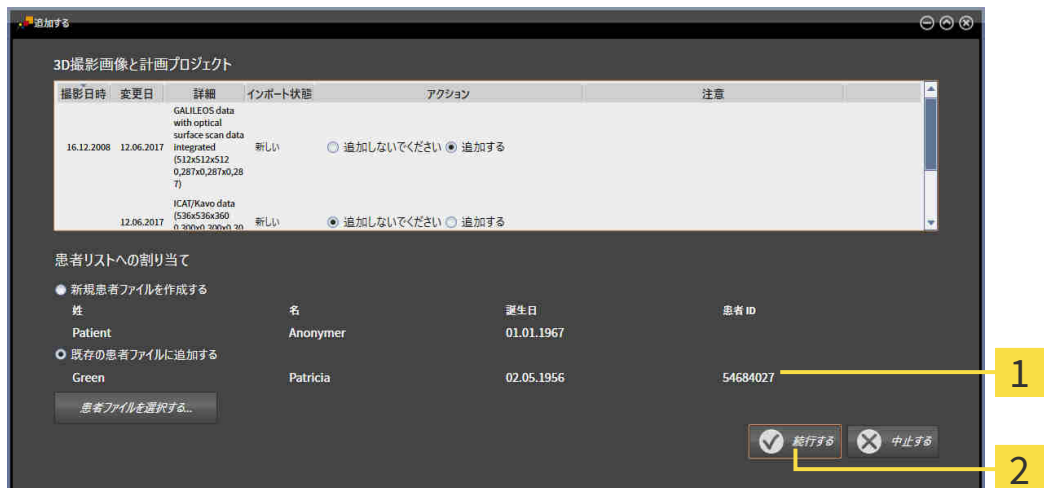 追加する
3D撮影画像と計画プロジェクト
撮影日時 変更日 詳細 インポート状態 アクション 注意
GALILEOS data
with optical
surface scan data
16.12.2008 12.06.2017 integrated 新しい 追加しないでください 追加する
(512x512x512
0,287x0,287x0,28
7)
ICAT/Kavo data
12.06.2017 (536x536x360 新しい 追加しないでください 追加する
0,300x0,300x0,30
患者リストへの割り当て
新規患者ファイルを作成する
姓 名 誕生日 患者 ID
Patient Anonymer 01.01.1967
既存の患者ファイルに追加する
Green Patricia 02.05.1956 54684027
1
患者ファイルを選択する...
続行する 中止する
2